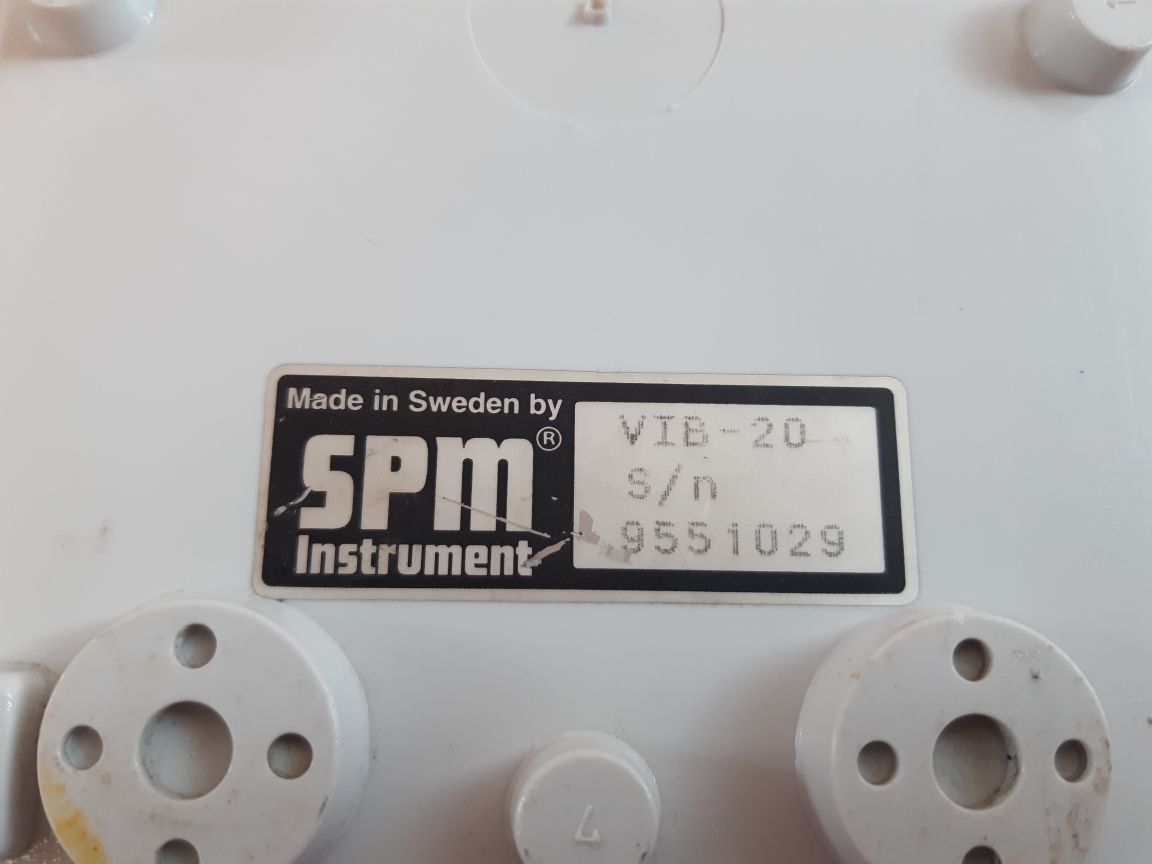 Made in Sweden by
SPM®
Instrument
VIB-20
S/n
9551029